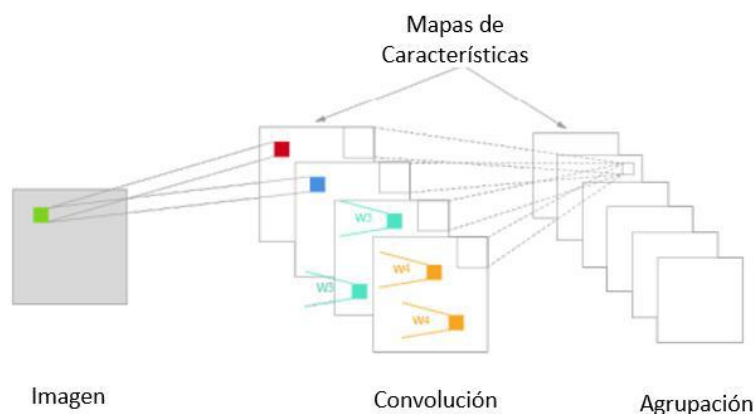 Mapas de
Características
W3
W4
W3
W4
Imagen
Convolución
Agrupación